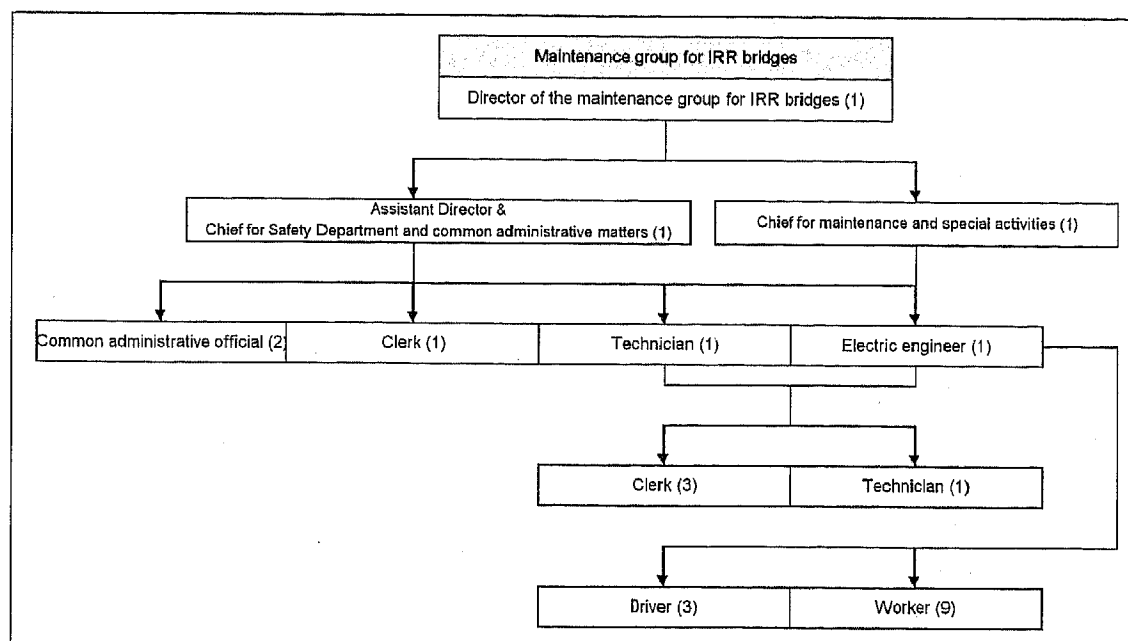 Maintenance group for IRR bridges
Director of the maintenance group for IRR bridges (1)
Assistant Director &
Chief for Safety Department and common administrative matters (1)
Chief for maintenance and special activities (1)
Common administrative official (2)
Clerk (1)
Technician (1)
Electric engineer (1)
Clerk (3)
Technician (1)
Driver (3)
Worker (9)